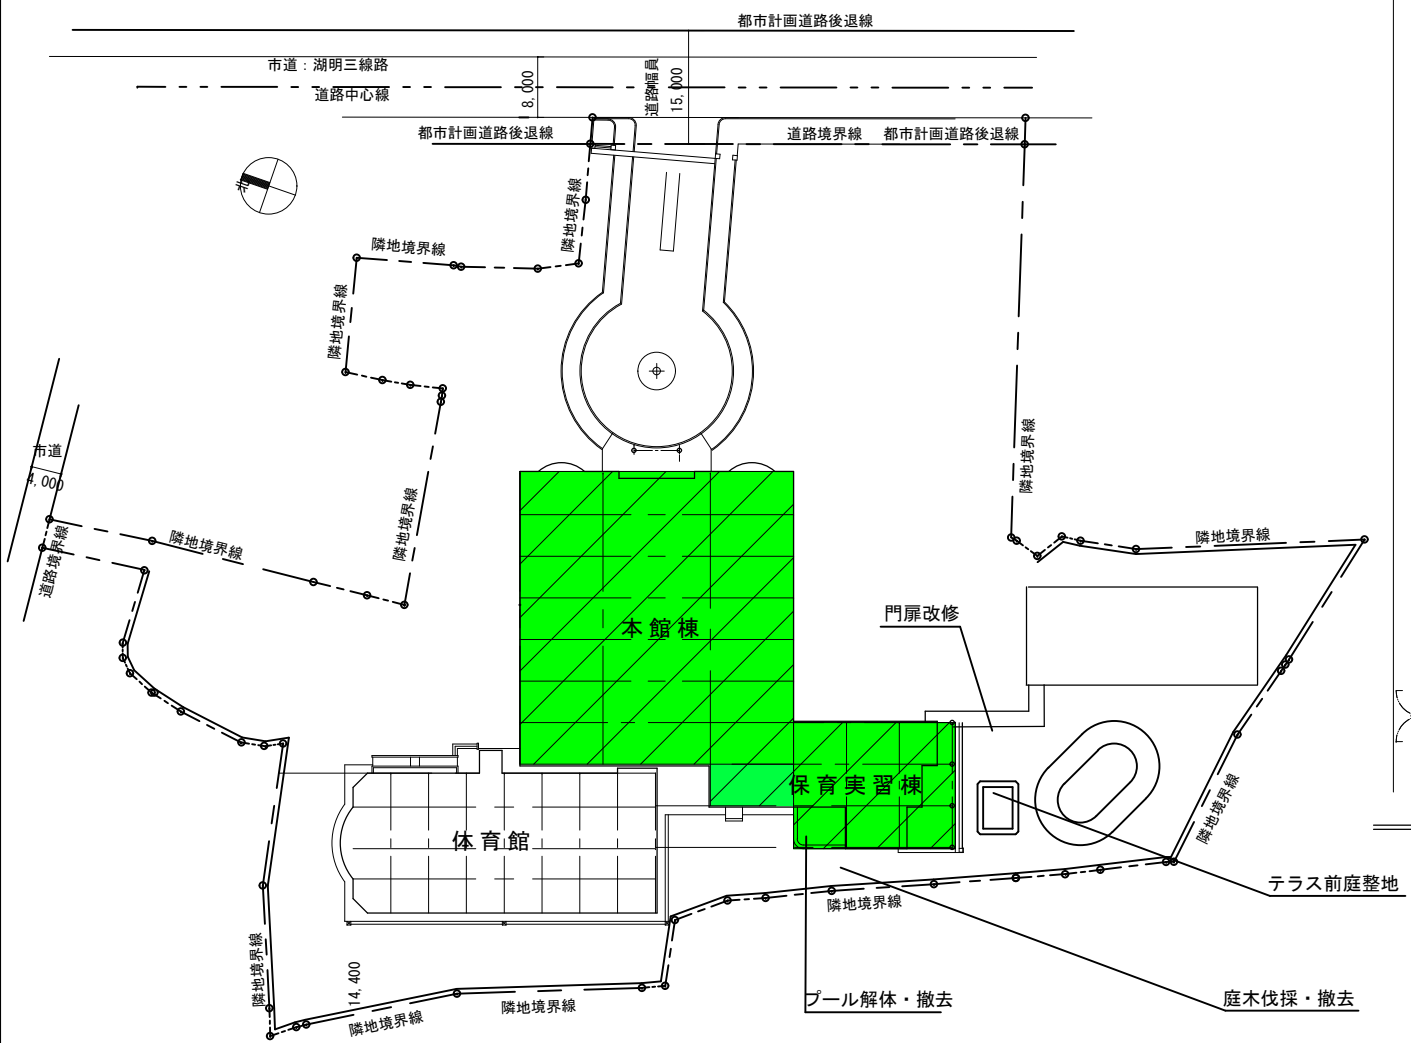 都市計画道路後退線
市道：湖明三線路
道路中心線
8,000
道路幅員
15,000
都市計画道路後退線
道路境界線
都市計画道路後退線
北
隣地境界線
隣地境界線
隣地境界線
隣地境界線
隣地境界線
市道
4,000
道路境界線
隣地境界線
隣地境界線
隣地境界線
本館棟
門扉改修
保育実習棟
体育館
隣地境界線
テラス前庭整地
隣地境界線
隣地境界線
14,400
隣地境界線
隣地境界線
プール解体・撤去
庭木伐採・撤去